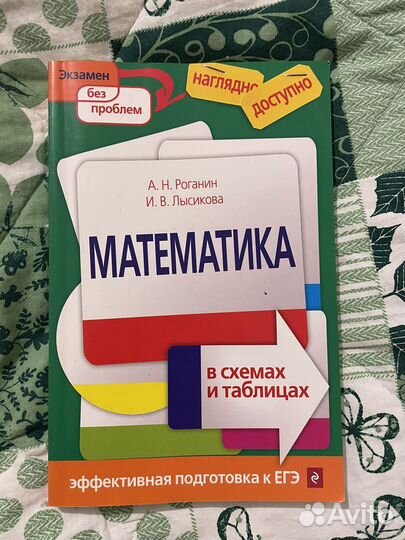 Экзамен
без
проблем
наглядно
доступно
А. Н. Роганин
И. В. Лысикова
МАТЕМАТИКА
в схемах
и таблицах
эффективная подготовка к ЕГЭ
Avito